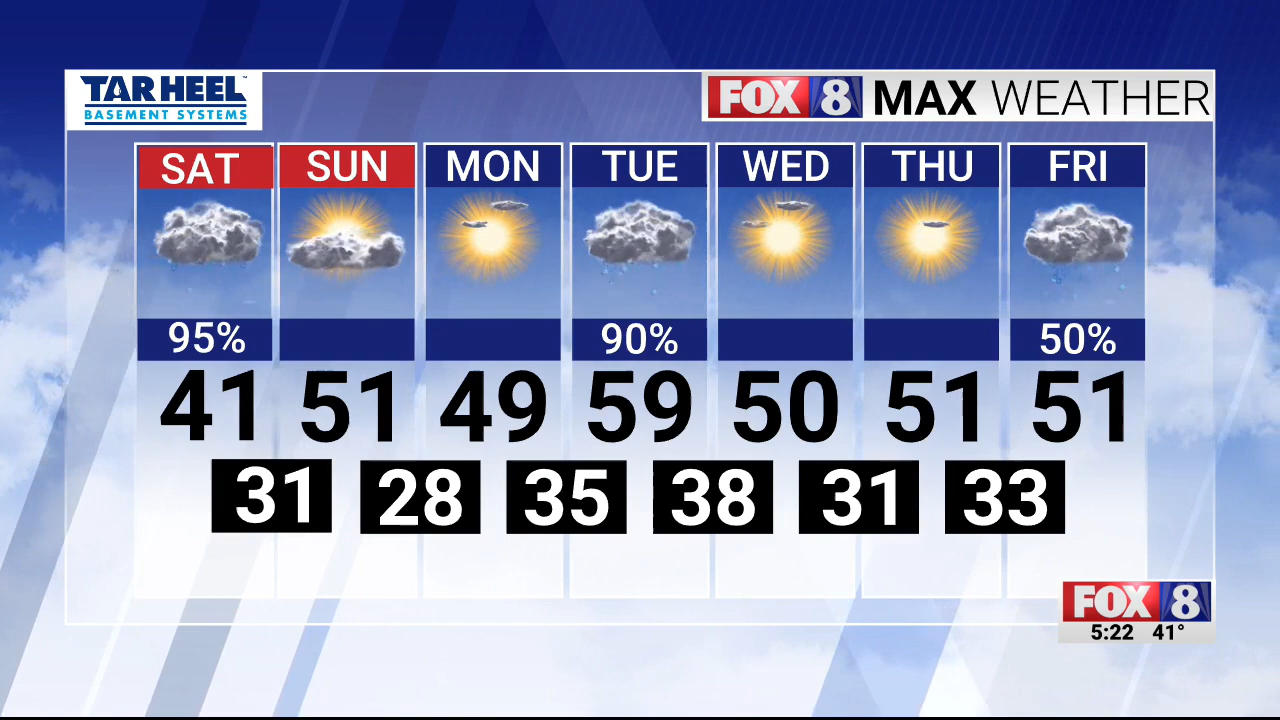 TAR HEEL™
BASEMENT SYSTEMS
FOX 8 MAX WEATHER
SAT SUN MON TUE WED THU FRI
95% 90% 50%
41 51 49 59 50 51 51
31 28 35 38 31 33
FOX 8
5:22 41°